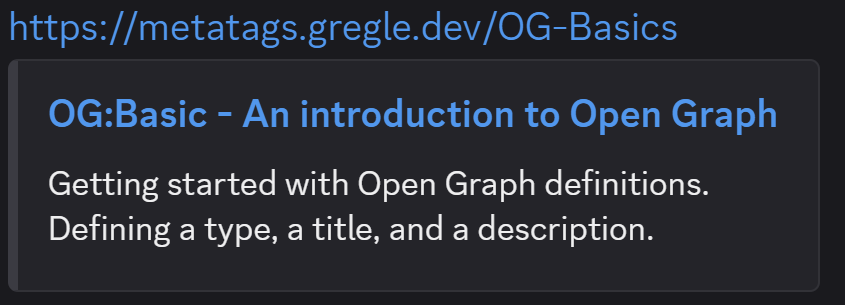 https://metatags.gregle.dev/OG-Basics
OG:Basic - An introduction to Open Graph
Getting started with Open Graph definitions.
Defining a type, a title, and a description.